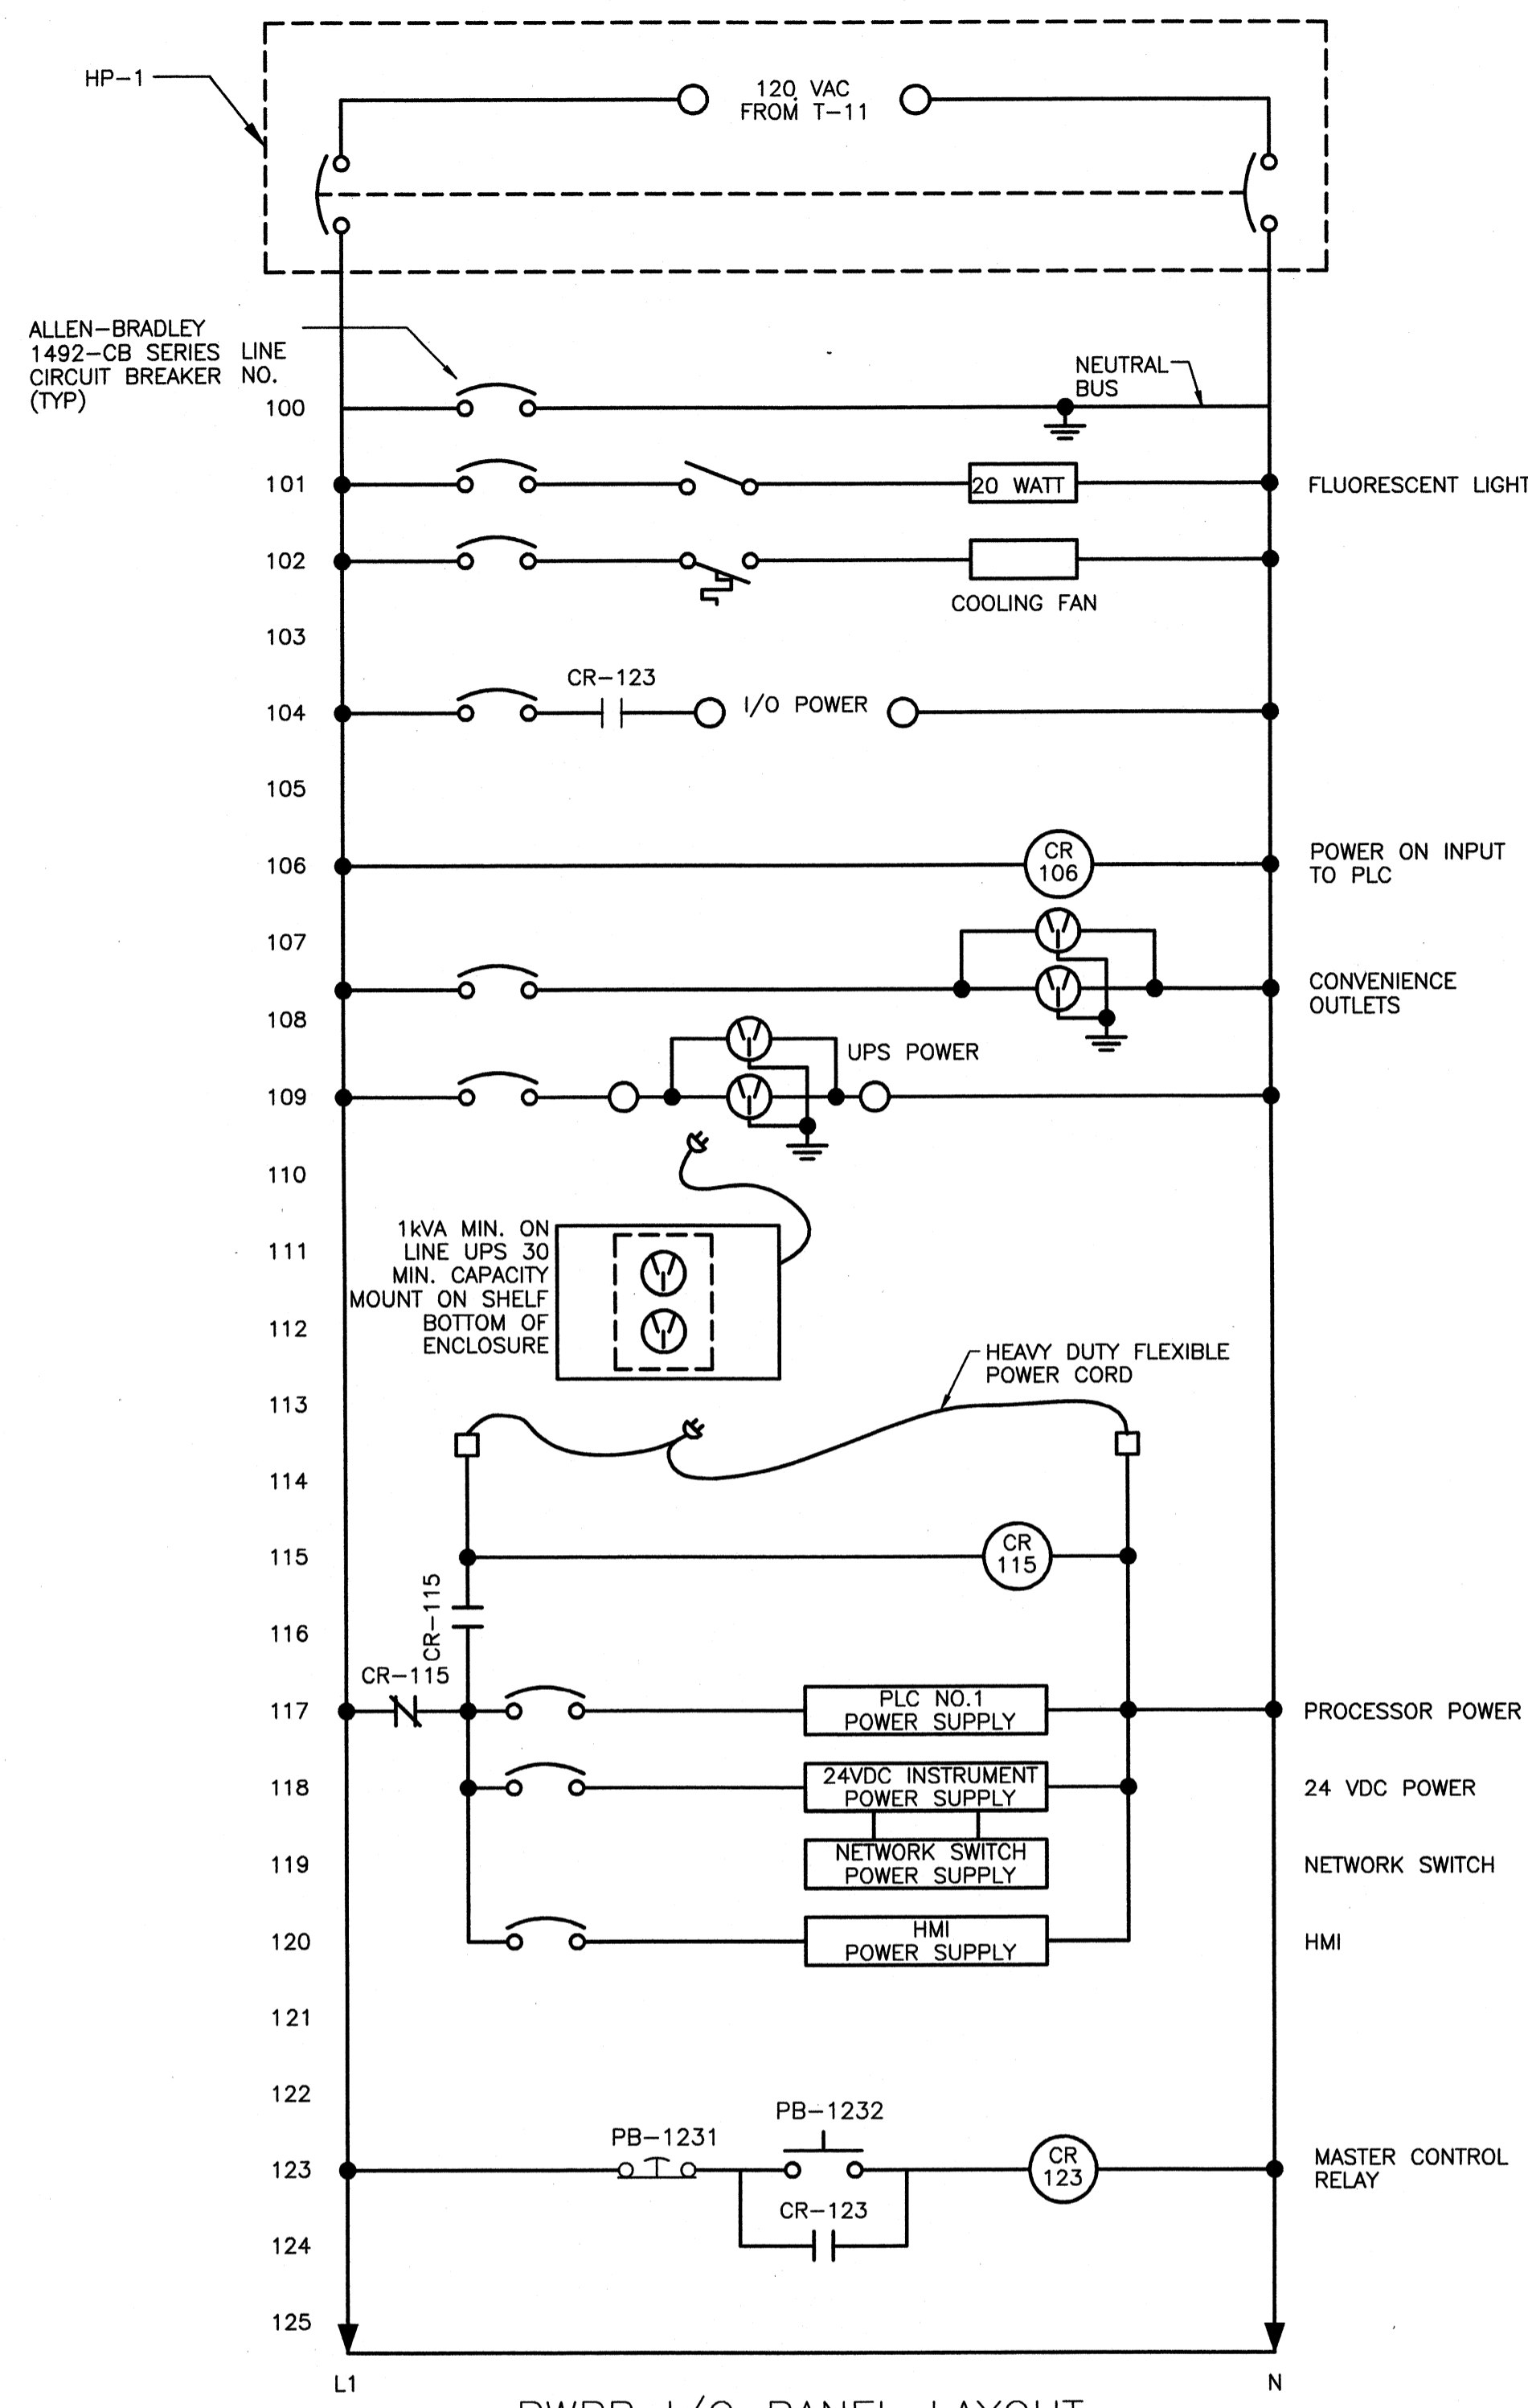 HP-1
120 VAC
FROM T-11
ALLEN-BRADLEY
1492-CB SERIES
CIRCUIT BREAKER
(TYP)
LINE
NO.
NEUTRAL
BUS
100
101
20 WATT
FLUORESCENT LIGHT
102
COOLING FAN
103
CR-123
104
I/O POWER
105
106
CR
106
POWER ON INPUT
TO PLC
107
CONVENIENCE
OUTLETS
108
UPS POWER
109
110
1kVA MIN. ON
LINE UPS 30
MIN. CAPACITY
MOUNT ON SHELF
BOTTOM OF
ENCLOSURE
111
112
HEAVY DUTY FLEXIBLE
POWER CORD
113
114
115
CR
115
CR-115
116
CR-115
117
PLC NO.1
POWER SUPPLY
PROCESSOR POWER
118
24VDC INSTRUMENT
POWER SUPPLY
24 VDC POWER
119
NETWORK SWITCH
POWER SUPPLY
NETWORK SWITCH
120
HMI
POWER SUPPLY
HMI
121
122
PB-1231
PB-1232
123
CR
123
MASTER CONTROL
RELAY
CR-123
124
125
L1
N